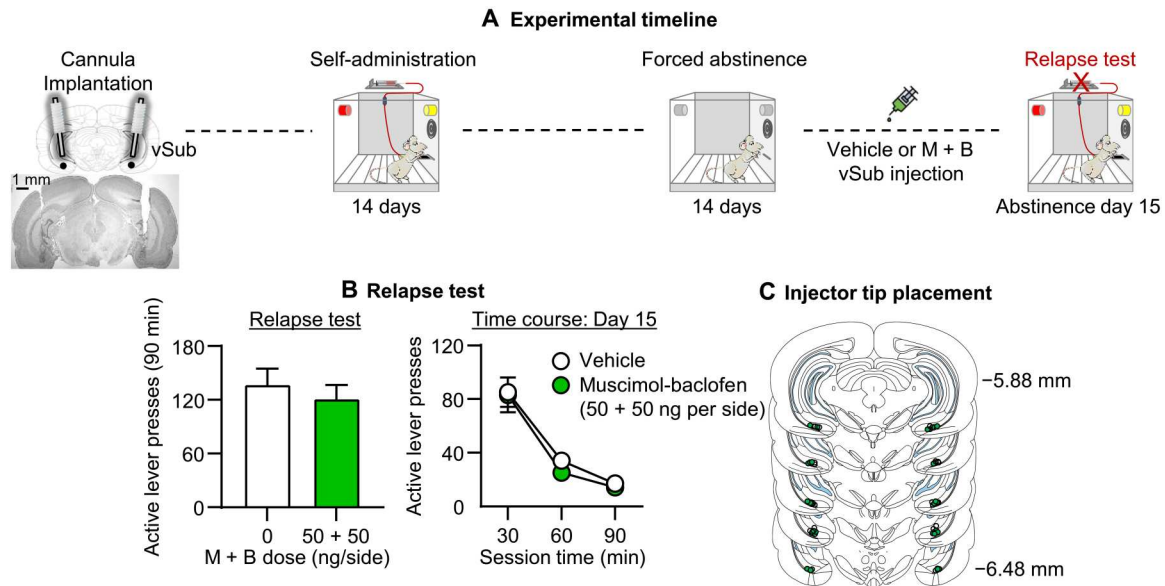 A Experimental timeline
Cannula
Implantation
vSub
1 mm
Self-administration
14 days
Forced abstinence
14 days
Vehicle or M + B
vSub injection
Relapse test
X
Abstinence day 15
B Relapse test
Relapse test
Active lever presses (90 min)
180
120
60
0
0
50 + 50
M + B dose (ng/side)
Time course: Day 15
Active lever presses
120
80
40
0
30
60
90
Session time (min)
Vehicle
Muscimol-baclofen
(50 + 50 ng per side)
C Injector tip placement
−5.88 mm
−6.48 mm